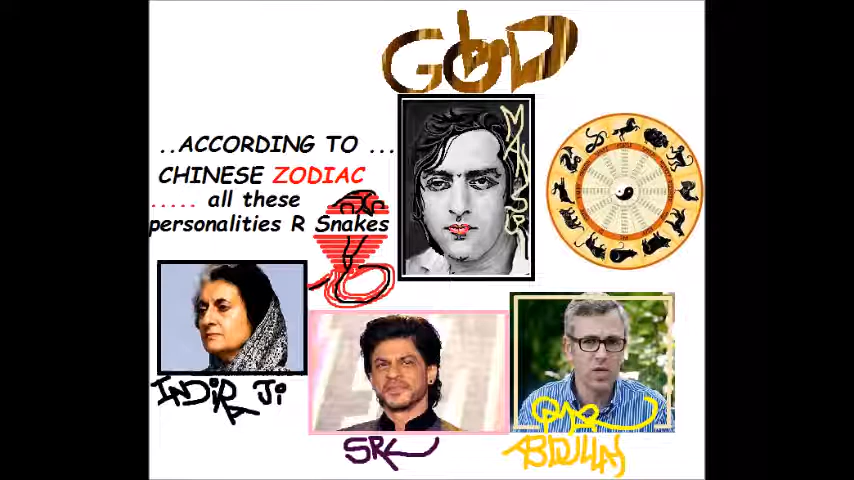 GOD
..ACCORDING TO ...
CHINESE ZODIAC
..... all these
personalities R Snakes
INDIRA Ji
SRK
ABDULLAH